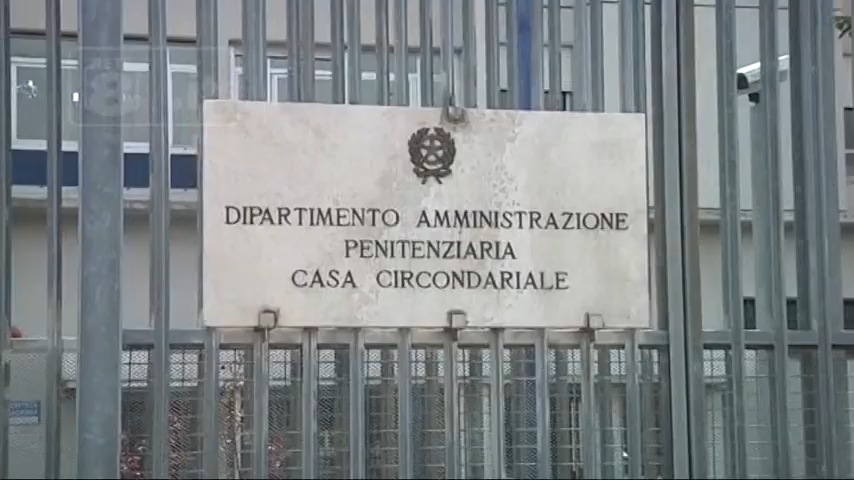 DIPARTIMENTO AMMINISTRAZIONE
PENITENZIARIA
CASA CIRCONDARIALE